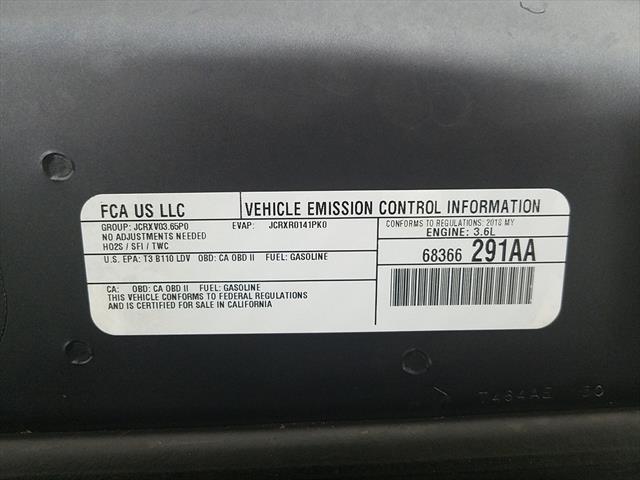 FCA US LLC
VEHICLE EMISSION CONTROL INFORMATION
GROUP: JCRXV03.65P0 EVAP: JCRXR0141PK0
NO ADJUSTMENTS NEEDED
HO2S / SFI / TWC
CONFORMS TO REGULATIONS: 2018 MY
ENGINE: 3.6L
68366 291AA
U.S. EPA: T3 B110 LDV OBD: CA OBD II FUEL: GASOLINE
CA: OBD: CA OBD II FUEL: GASOLINE
THIS VEHICLE CONFORMS TO FEDERAL REGULATIONS
AND IS CERTIFIED FOR SALE IN CALIFORNIA